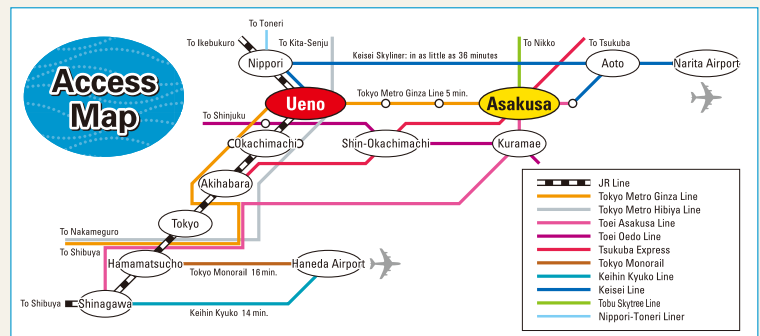 Access
Map
To Toneri
To Ikebukuro
To Kita-Senju
To Nikko
To Tsukuba
Keisei Skyliner: in as little as 36 minutes
Nippori
Aoto
Narita Airport
Tokyo Metro Ginza Line 5 min.
Ueno
Asakusa
To Shinjuku
Okachimachi
Shin-Okachimachi
Kuramae
Akihabara
Tokyo
To Nakameguro
To Shibuya
Hamamatsucho
Tokyo Monorail 16min.
Haneda Airport
To Shibuya
Shinagawa
Keihin Kyuko 14 min.
JR Line
Tokyo Metro Ginza Line
Tokyo Metro Hibiya Line
Toei Asakusa Line
Toei Oedo Line
Tsukuba Express
Tokyo Monorail
Keihin Kyuko Line
Keisei Line
Tobu Skytree Line
Nippori-Toneri Liner